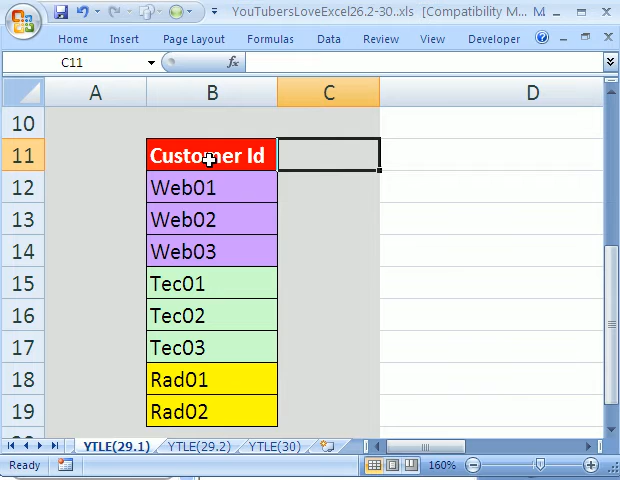 YouTubersLoveExcel26.2-30..xls [Compatibility M...
Home Insert Page Layout Formulas Data Review View Developer
C11 fx
A B C D
10
11 Customer Id
12 Web01
13 Web02
14 Web03
15 Tec01
16 Tec02
17 Tec03
18 Rad01
19 Rad02
YTLE(29.1) YTLE(29.2) YTLE(30)
Ready 160%